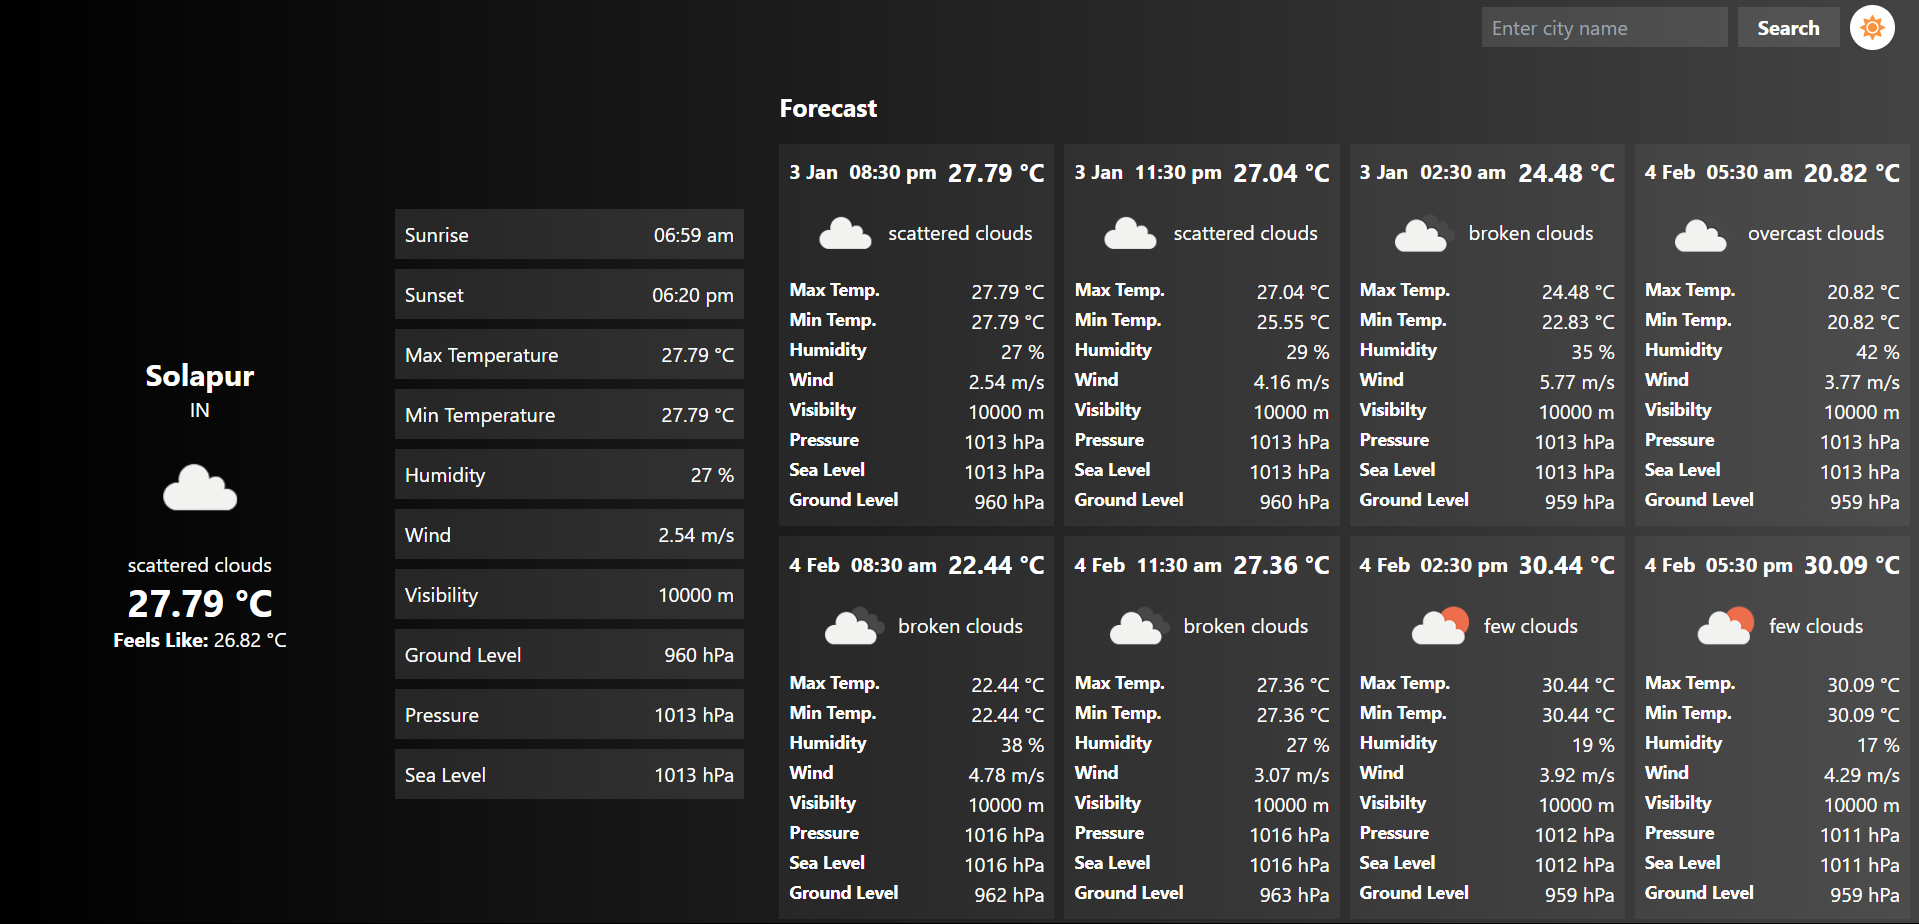 Enter city name Search
Solapur
IN
scattered clouds
27.79 °C
Feels Like: 26.82 °C
Sunrise 06:59 am
Sunset 06:20 pm
Max Temperature 27.79 °C
Min Temperature 27.79 °C
Humidity 27 %
Wind 2.54 m/s
Visibility 10000 m
Ground Level 960 hPa
Pressure 1013 hPa
Sea Level 1013 hPa
Forecast
3 Jan 08:30 pm 27.79 °C
scattered clouds
Max Temp. 27.79 °C
Min Temp. 27.79 °C
Humidity 27 %
Wind 2.54 m/s
Visibilty 10000 m
Pressure 1013 hPa
Sea Level 1013 hPa
Ground Level 960 hPa
3 Jan 11:30 pm 27.04 °C
scattered clouds
Max Temp. 27.04 °C
Min Temp. 25.55 °C
Humidity 29 %
Wind 4.16 m/s
Visibilty 10000 m
Pressure 1013 hPa
Sea Level 1013 hPa
Ground Level 960 hPa
3 Jan 02:30 am 24.48 °C
broken clouds
Max Temp. 24.48 °C
Min Temp. 22.83 °C
Humidity 35 %
Wind 5.77 m/s
Visibilty 10000 m
Pressure 1013 hPa
Sea Level 1013 hPa
Ground Level 959 hPa
4 Feb 05:30 am 20.82 °C
overcast clouds
Max Temp. 20.82 °C
Min Temp. 20.82 °C
Humidity 42 %
Wind 3.77 m/s
Visibilty 10000 m
Pressure 1013 hPa
Sea Level 1013 hPa
Ground Level 959 hPa
4 Feb 08:30 am 22.44 °C
broken clouds
Max Temp. 22.44 °C
Min Temp. 22.44 °C
Humidity 38 %
Wind 4.78 m/s
Visibilty 10000 m
Pressure 1016 hPa
Sea Level 1016 hPa
Ground Level 962 hPa
4 Feb 11:30 am 27.36 °C
broken clouds
Max Temp. 27.36 °C
Min Temp. 27.36 °C
Humidity 27 %
Wind 3.07 m/s
Visibilty 10000 m
Pressure 1016 hPa
Sea Level 1016 hPa
Ground Level 963 hPa
4 Feb 02:30 pm 30.44 °C
few clouds
Max Temp. 30.44 °C
Min Temp. 30.44 °C
Humidity 19 %
Wind 3.92 m/s
Visibilty 10000 m
Pressure 1012 hPa
Sea Level 1012 hPa
Ground Level 959 hPa
4 Feb 05:30 pm 30.09 °C
few clouds
Max Temp. 30.09 °C
Min Temp. 30.09 °C
Humidity 17 %
Wind 4.29 m/s
Visibilty 10000 m
Pressure 1011 hPa
Sea Level 1011 hPa
Ground Level 959 hPa